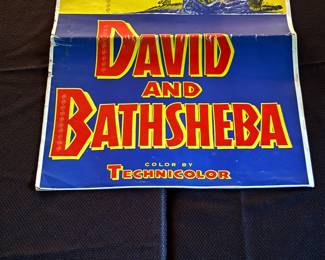 DAVID
AND
BATHSHEBA
COLOR BY
TECHNICOLOR